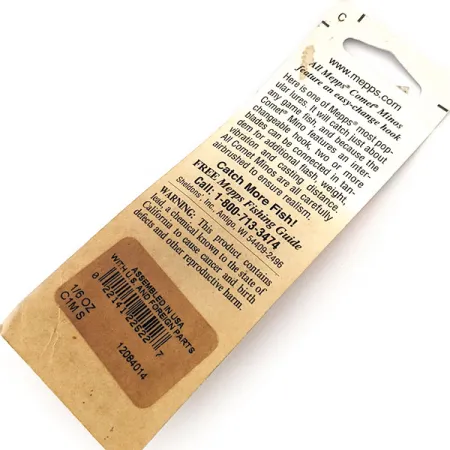 C
www.mepps.com
All Mepps® Comet® Minos
feature an easy-change hook
Here is one of Mepps® most pop-
ular lures. It will catch just about
any game fish, and because the
Comet® Mino features an inter-
changeable hook, two or more
blades can be connected in tan-
dem for additional flash, weight,
vibration and casting distance.
All Comet Minos are all carefully
airbrushed to ensure realism.
Catch More Fish!
FREE Mepps Fishing Guide
Call: 1-800-713-3474
Sheldons', Inc., Antigo, WI 54409-2496
WARNING: This product contains
lead, a chemical known to the state of
California to cause cancer and birth
defects and other reproductive harm.
ASSEMBLED IN USA
WITH U.S. AND FOREIGN PARTS
0 22141 22622 7
1/6 OZ
C1M S
12084014